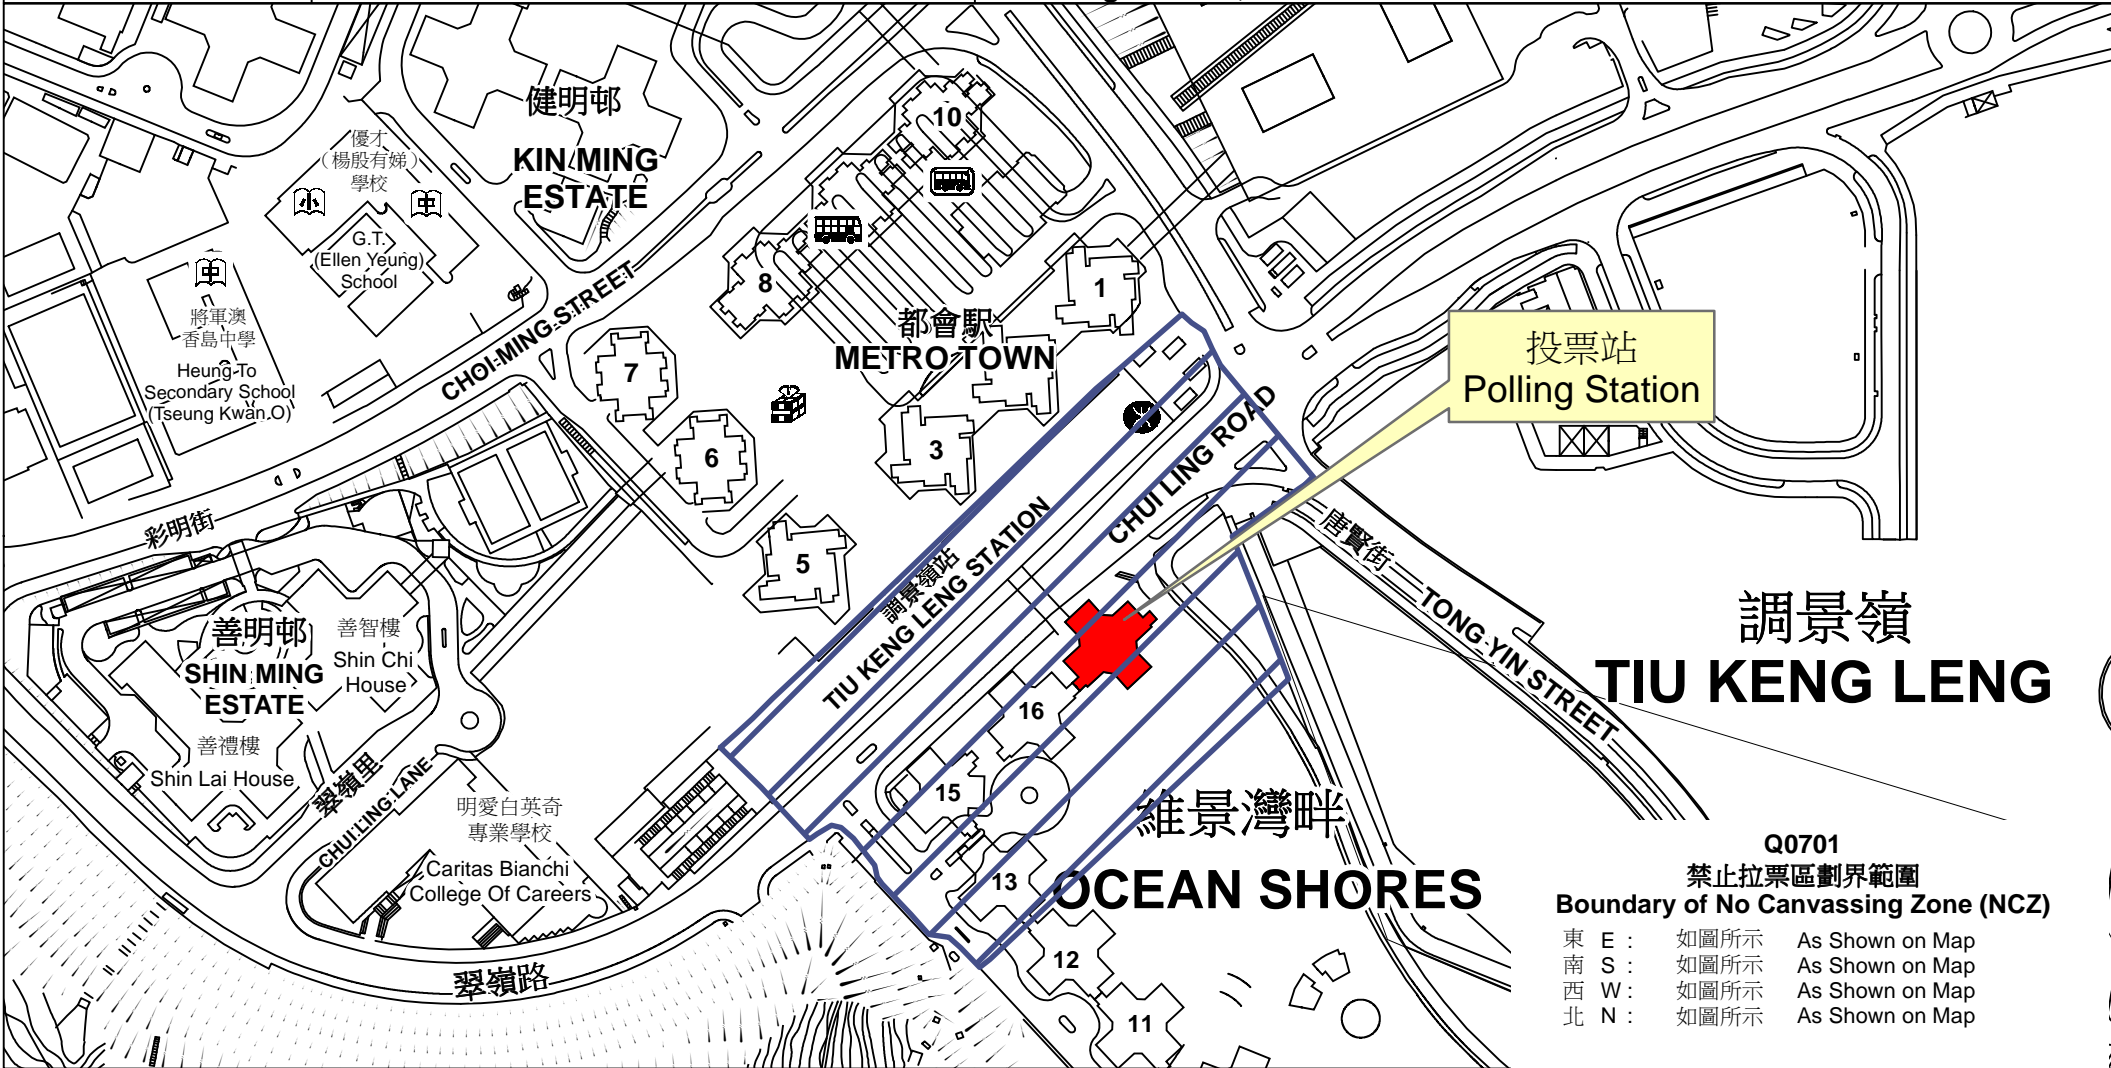 健明邨
KIN MING
ESTATE
優才
（楊殷有娣）
學校
小
中
G.T.
(Ellen Yeung)
School
中
將軍澳
香島中學
Heung To
Secondary School
(Tseung Kwan O)
CHOI MING STREET
彩明街
10
8
1
7
6
5
3
都會駅
METRO TOWN
投票站
Polling Station
CHUI LING ROAD
調景嶺站
TIU KENG LENG STATION
唐賢街
TONG YIN STREET
調景嶺
TIU KENG LENG
善明邨
SHIN MING
ESTATE
善智樓
Shin Chi
House
善禮樓
Shin Lai House
翠嶺里
CHUI LING LANE
明愛白英奇
專業學校
Caritas Bianchi
College Of Careers
翠嶺路
16
15
13
12
11
維景灣畔
OCEAN SHORES
Q0701
禁止拉票區劃界範圍
Boundary of No Canvassing Zone (NCZ)
東 E : 如圖所示 As Shown on Map
南 S : 如圖所示 As Shown on Map
西 W : 如圖所示 As Shown on Map
北 N : 如圖所示 As Shown on Map